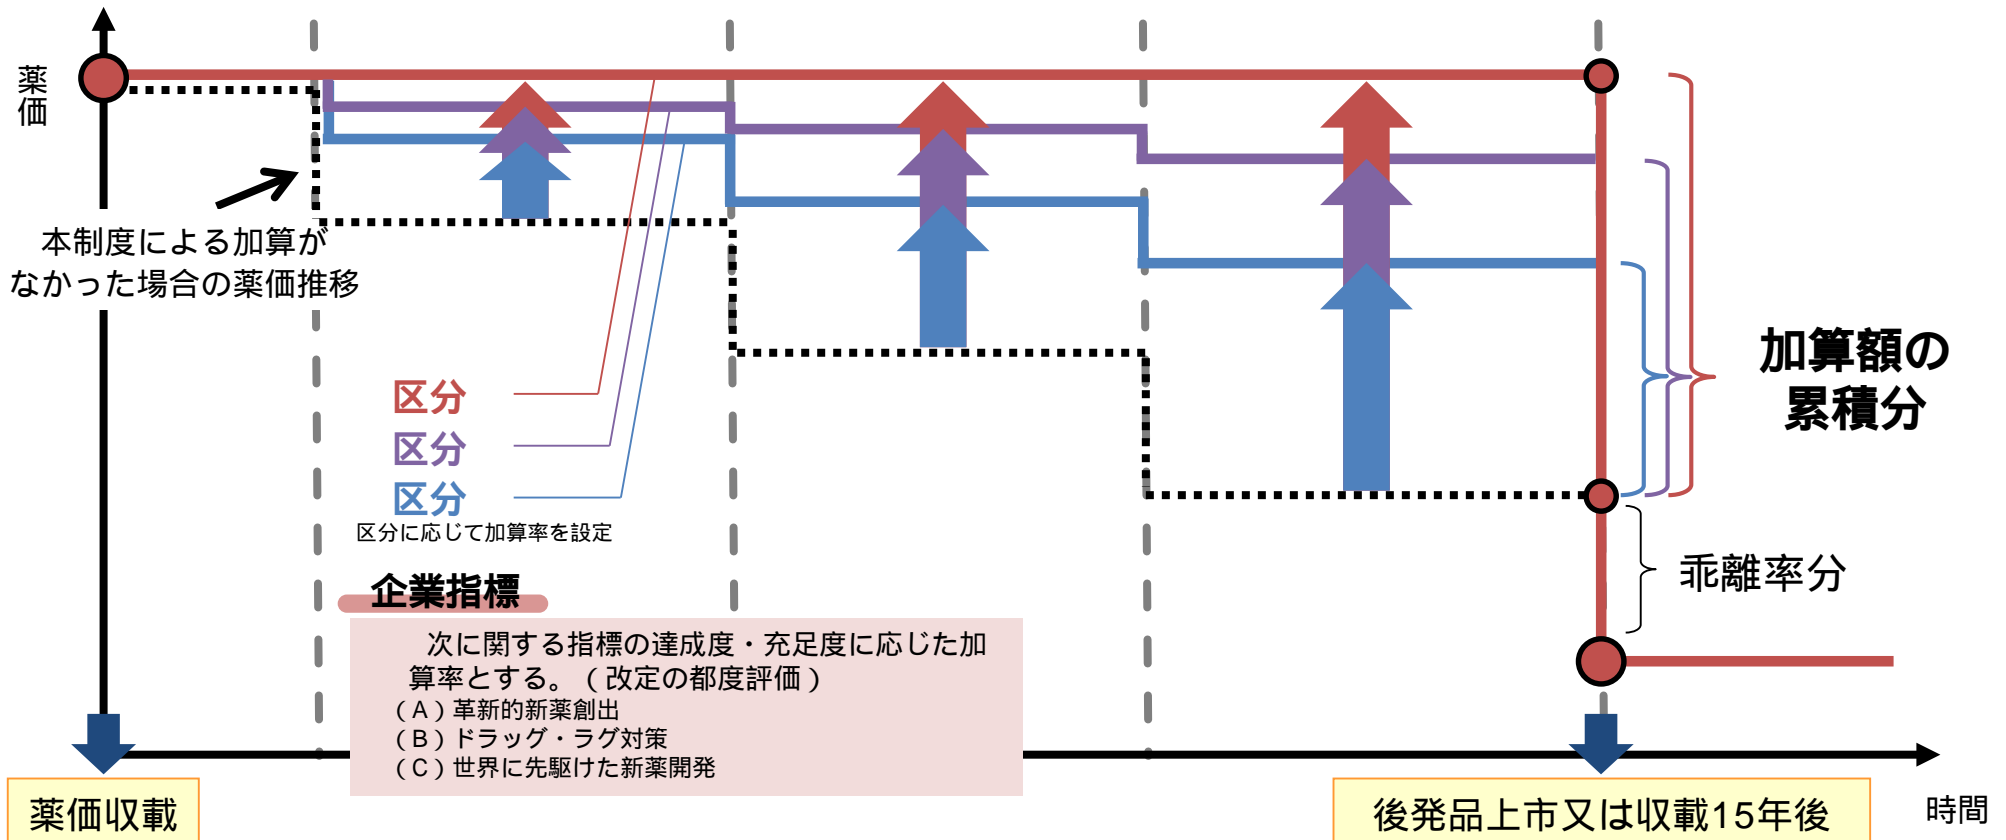 薬価
本制度による加算が
なかった場合の薬価推移
区分
区分
区分
区分に応じて加算率を設定
企業指標
次に関する指標の達成度・充足度に応じた加
算率とする。（改定の都度評価）
（A）革新的新薬創出
（B）ドラッグ・ラグ対策
（C）世界に先駆けた新薬開発
加算額の
累積分
乖離率分
薬価収載
後発品上市又は収載15年後
時間